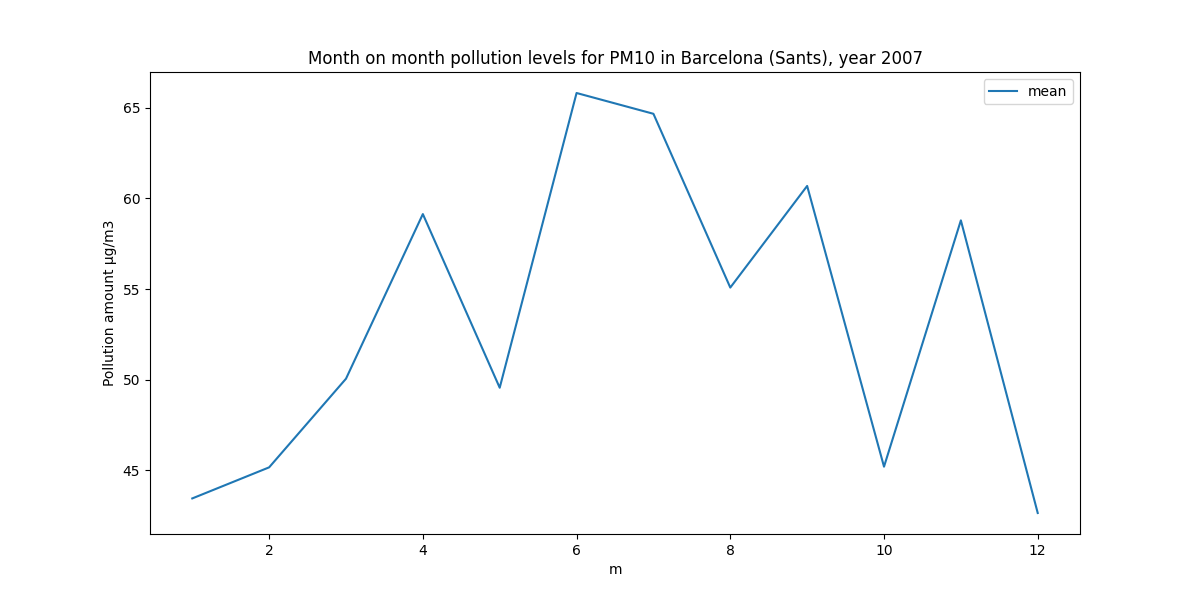 Month on month pollution levels for PM10 in Barcelona (Sants), year 2007
mean
Pollution amount µg/m3
65
60
55
50
45
2 4 6 8 10 12
m